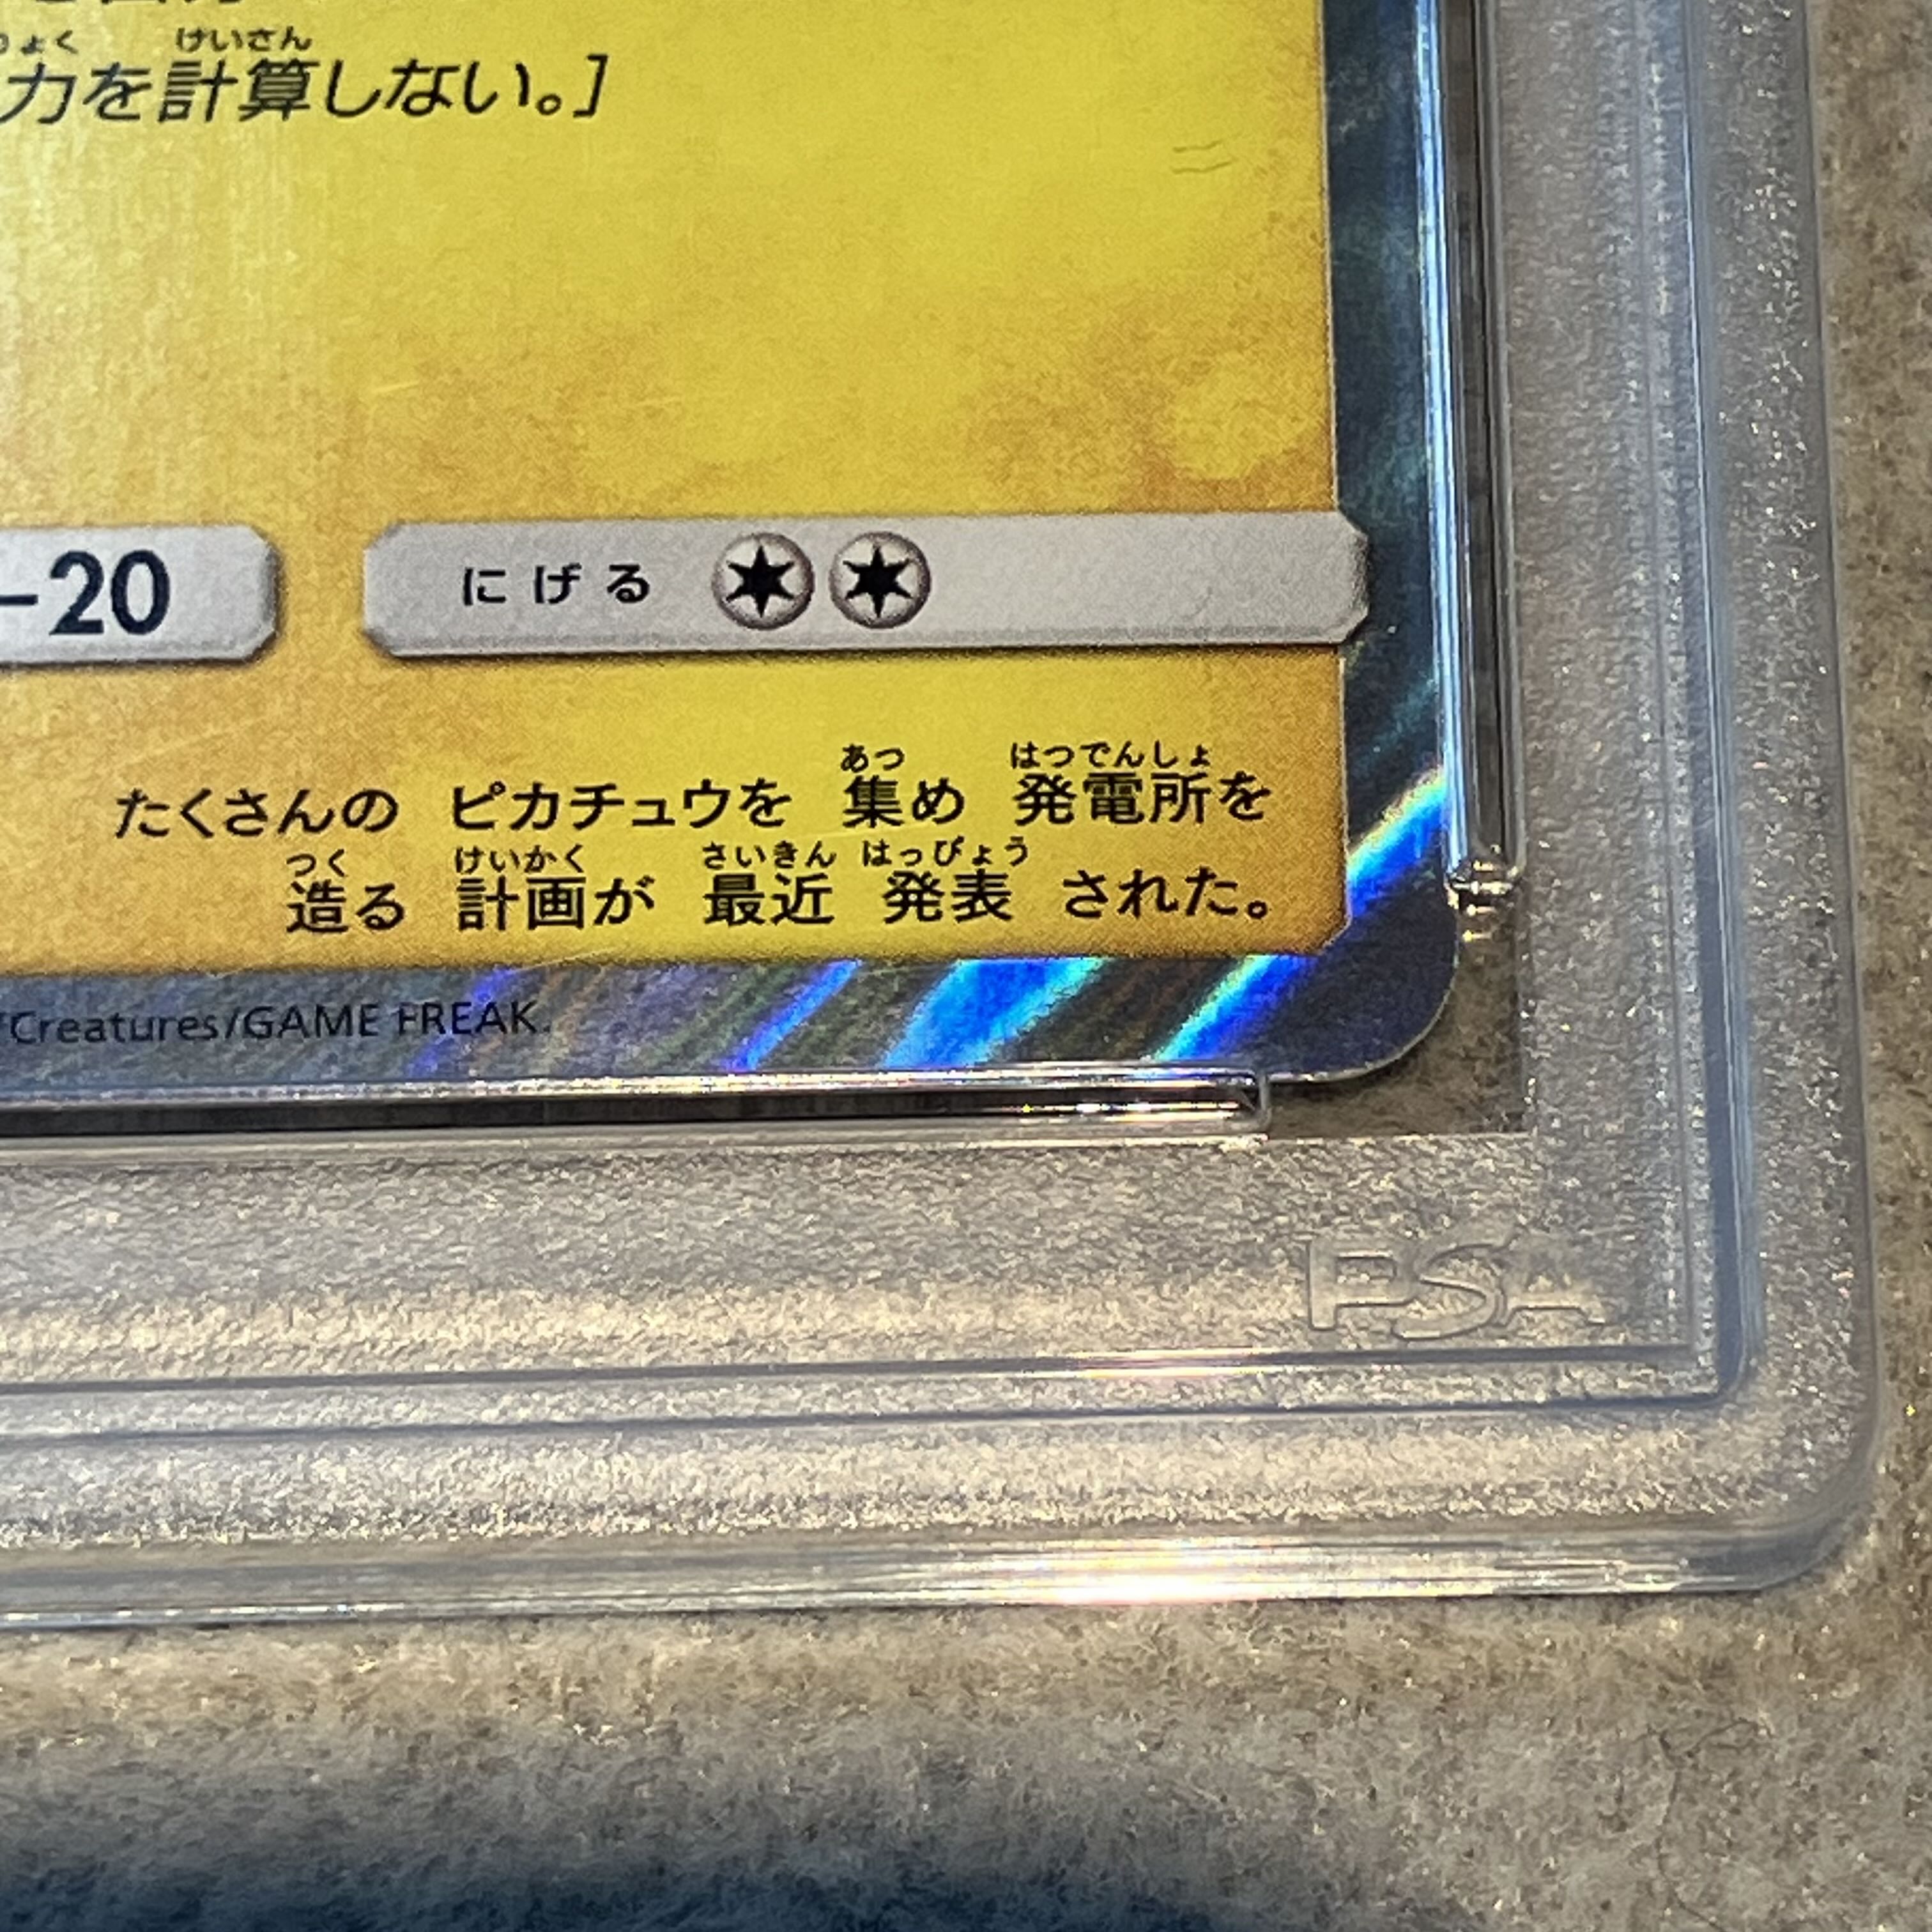 力を計算しない。]
-20
にげる
たくさんの ピカチュウを 集め 発電所を
造る 計画が 最近 発表 された。
Creatures/GAME FREAK.
PSA